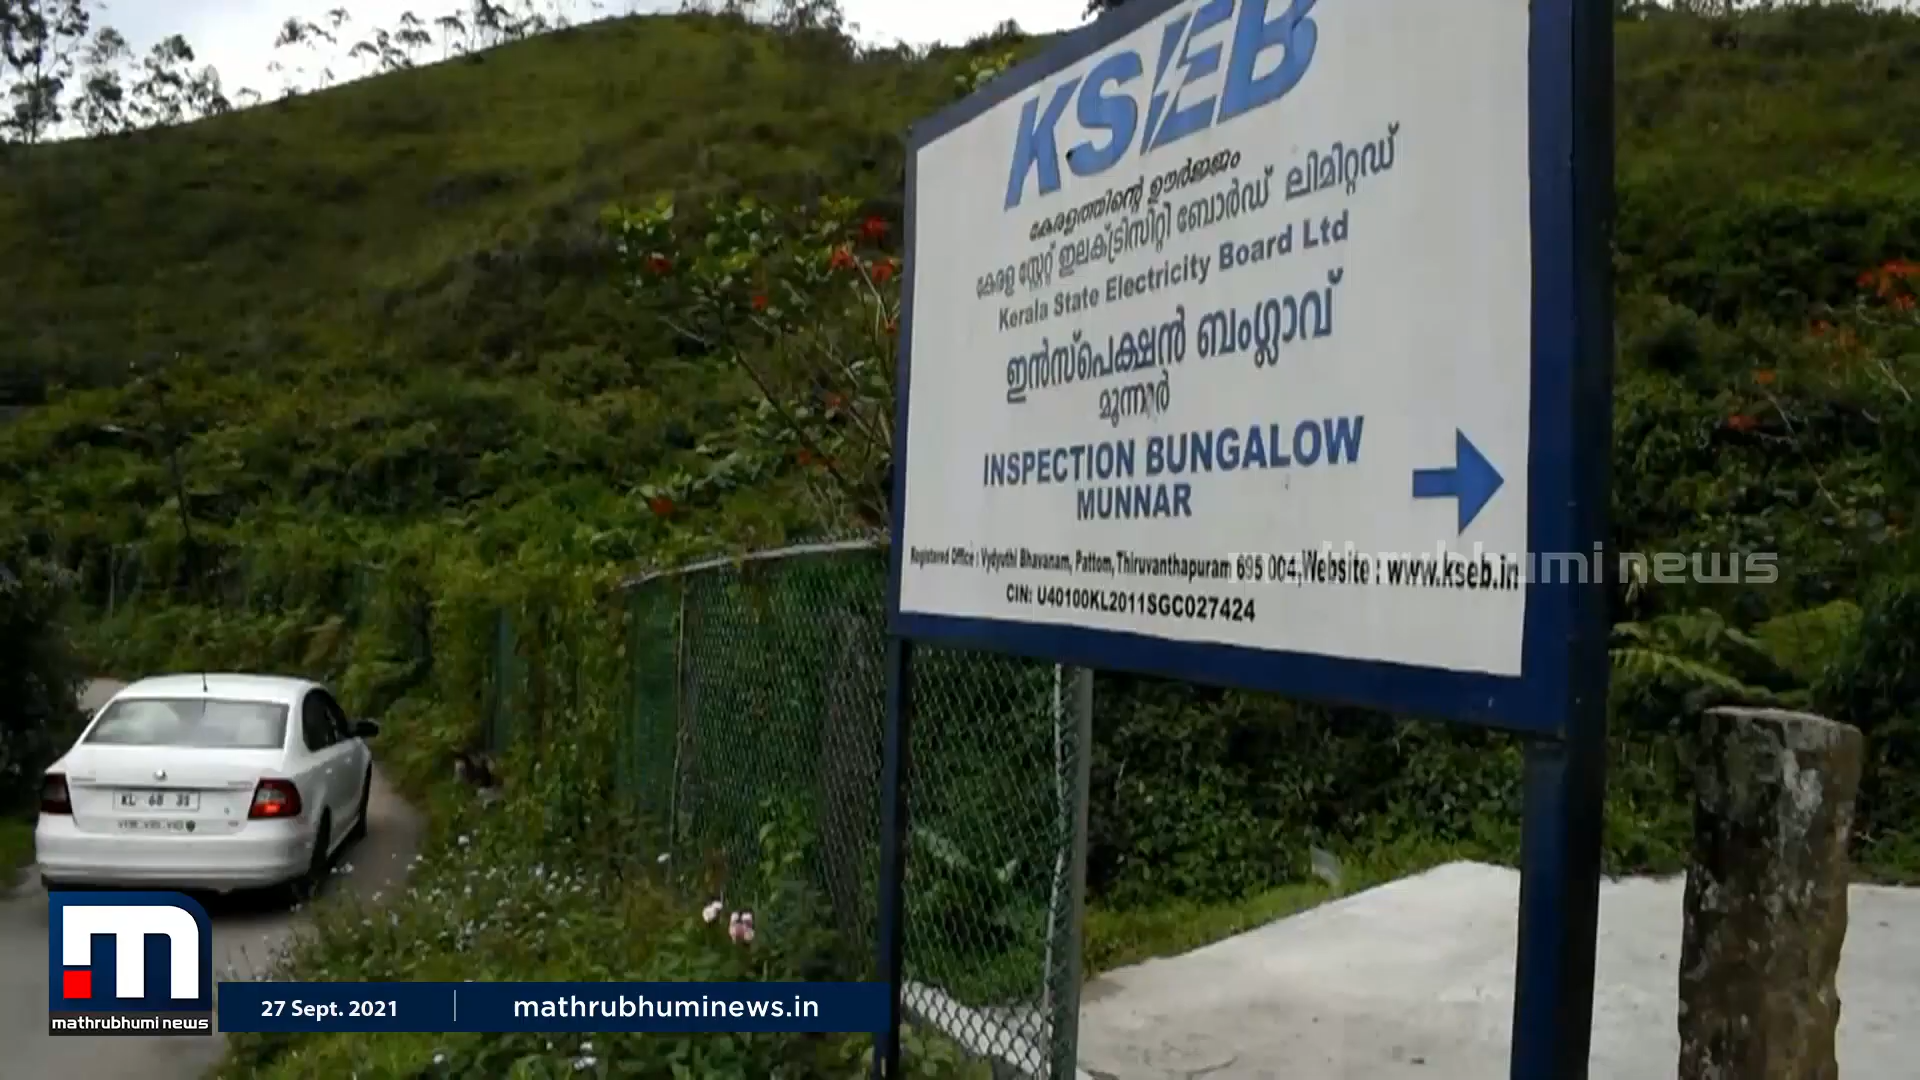 KSEB
കേരളത്തിന്റെ ഊർജ്ജം
കേരള സ്റ്റേറ്റ് ഇലക്ട്രിസിറ്റി ബോർഡ് ലിമിറ്റഡ്
Kerala State Electricity Board Ltd
ഇൻസ്പെക്ഷൻ ബംഗ്ലാവ്
മൂന്നാർ
INSPECTION BUNGALOW
MUNNAR
Registered Office : Vydyuthi Bhavanam, Pattom, Thiruvanthapuram 695 004,Website : www.kseb.in
CIN: U40100KL2011SGC027424
mathrubhumi news
KL 68
m
mathrubhumi news
27 Sept. 2021
mathrubhuminews.in